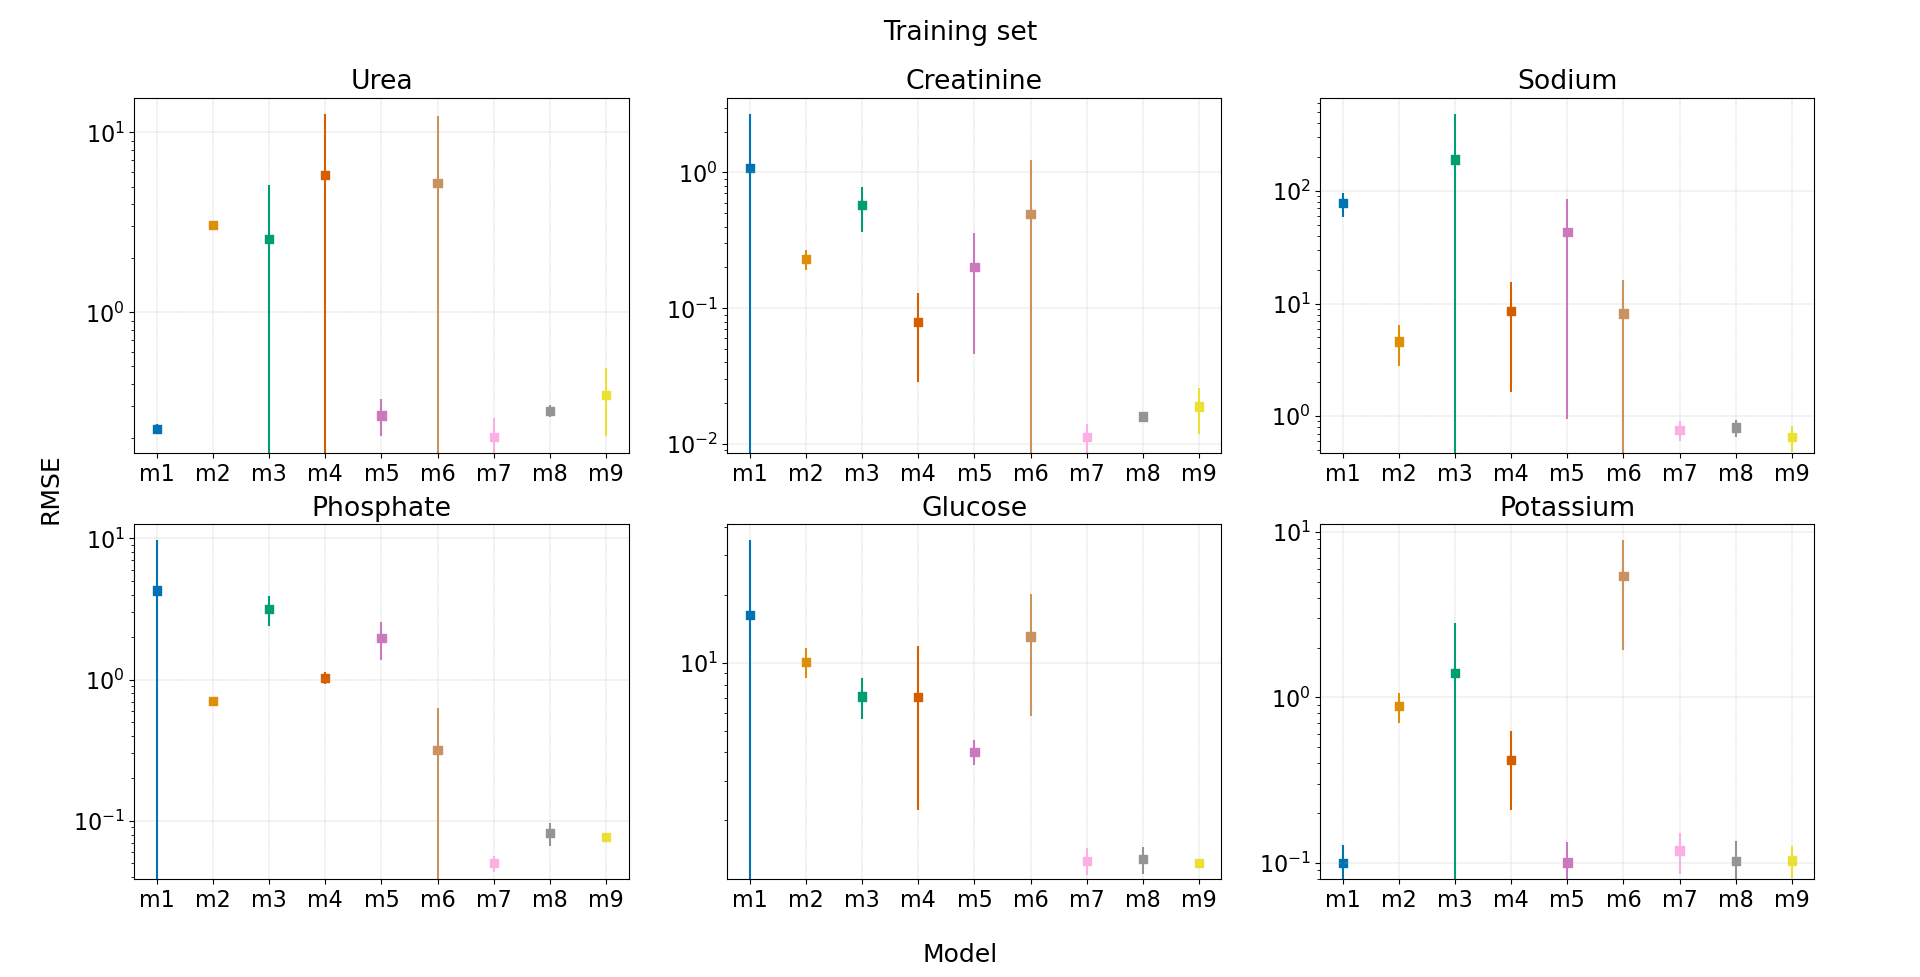 Training set
Urea
Creatinine
Sodium
10¹
10⁰
m1 m2 m3 m4 m5 m6 m7 m8 m9
10⁰
10⁻¹
10⁻²
m1 m2 m3 m4 m5 m6 m7 m8 m9
10²
10¹
10⁰
m1 m2 m3 m4 m5 m6 m7 m8 m9
RMSE
Phosphate
Glucose
Potassium
10¹
10⁰
10⁻¹
m1 m2 m3 m4 m5 m6 m7 m8 m9
10¹
m1 m2 m3 m4 m5 m6 m7 m8 m9
10¹
10⁰
10⁻¹
m1 m2 m3 m4 m5 m6 m7 m8 m9
Model